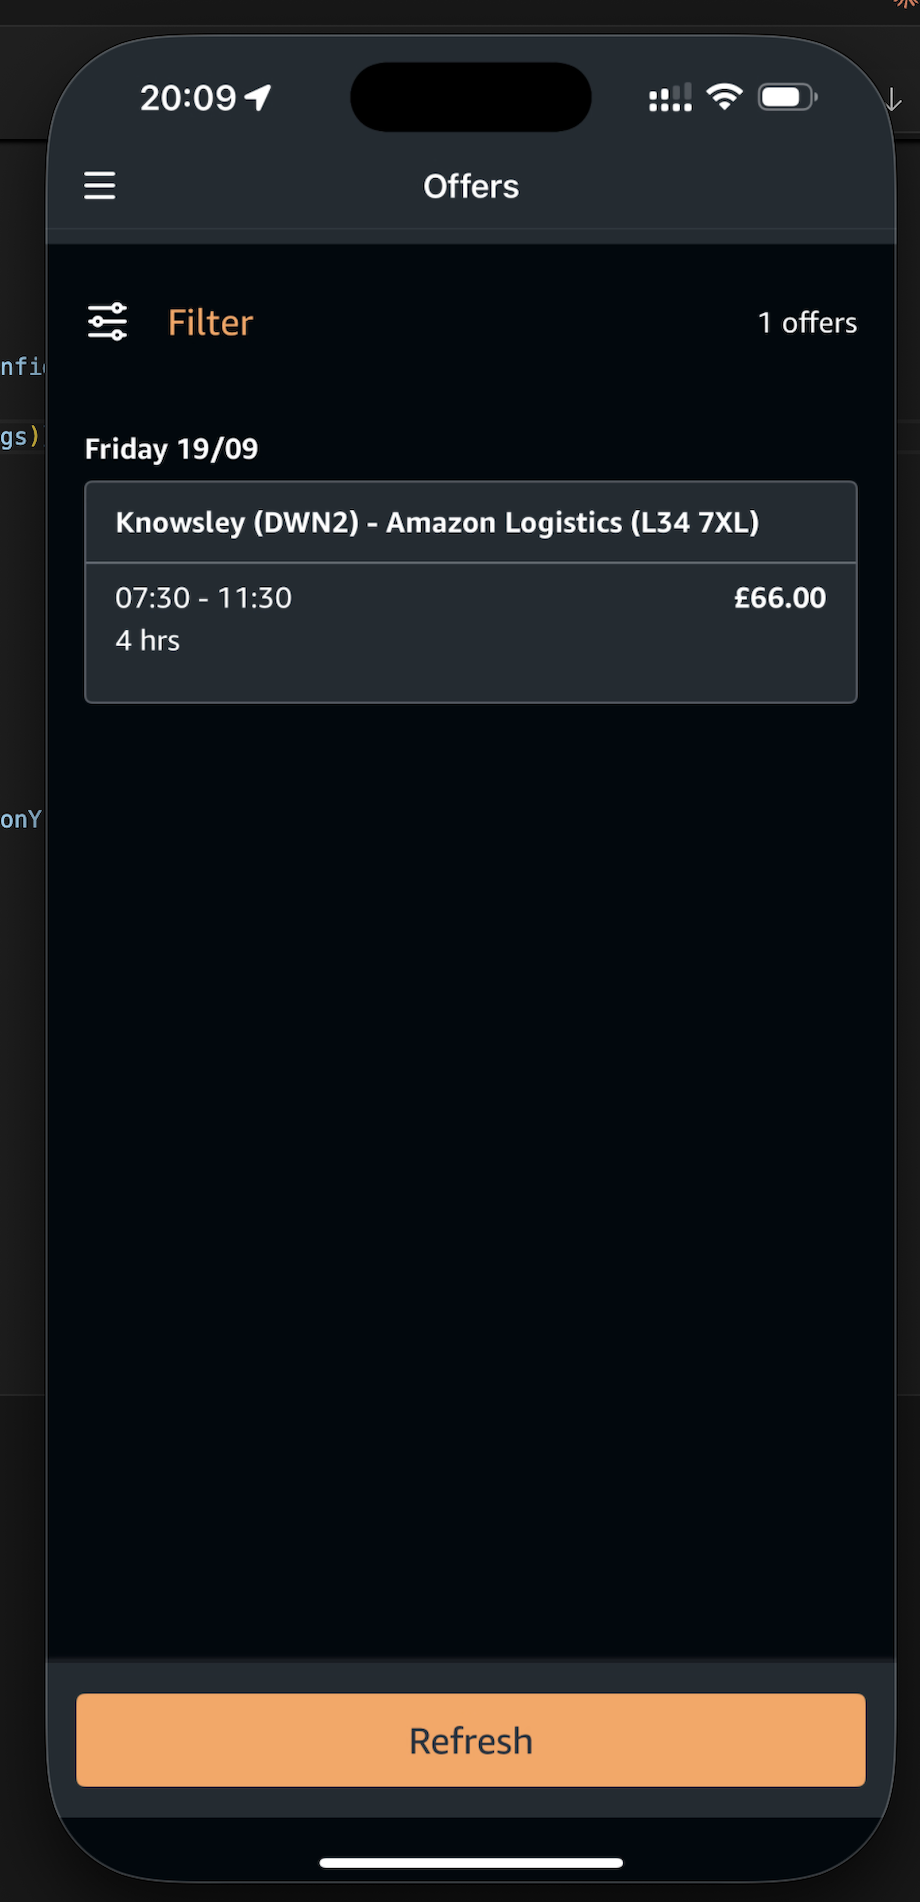 20:09
Offers
Filter
1 offers
Friday 19/09
Knowsley (DWN2) - Amazon Logistics (L34 7XL)
07:30 - 11:30
£66.00
4 hrs
Refresh
nfi
gs)
onY